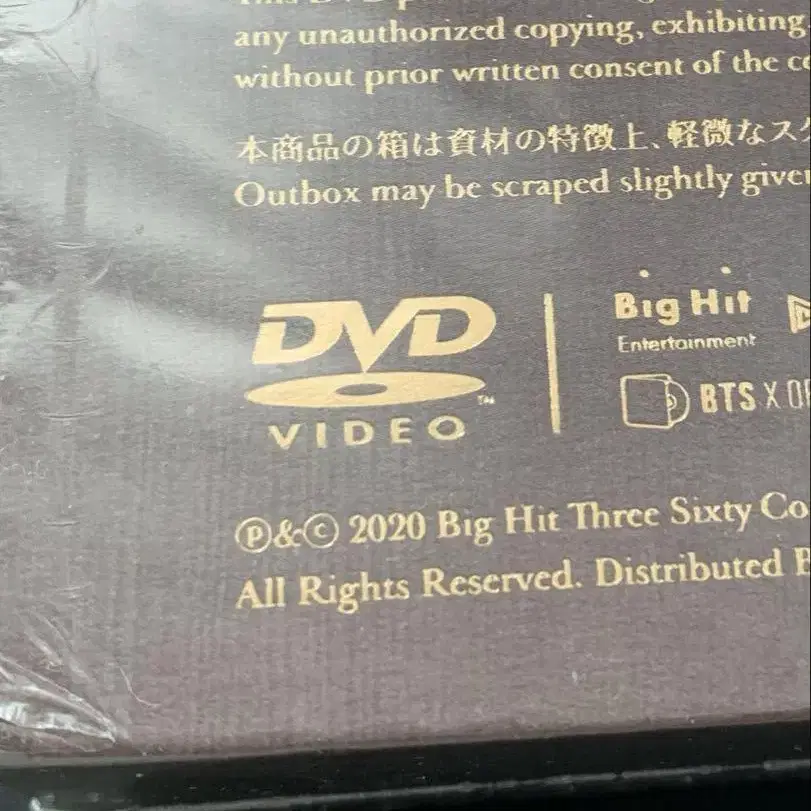 any unauthorized copying, exhibiting
without prior written consent of the
本商品の箱は資材の特徴上、軽微なス
Outbox may be scraped slightly
DVD
VIDEO
TM
Big Hit
Entertainment
BTS X
Ⓟ&Ⓒ 2020 Big Hit Three Sixty
All Rights Reserved. Distributed